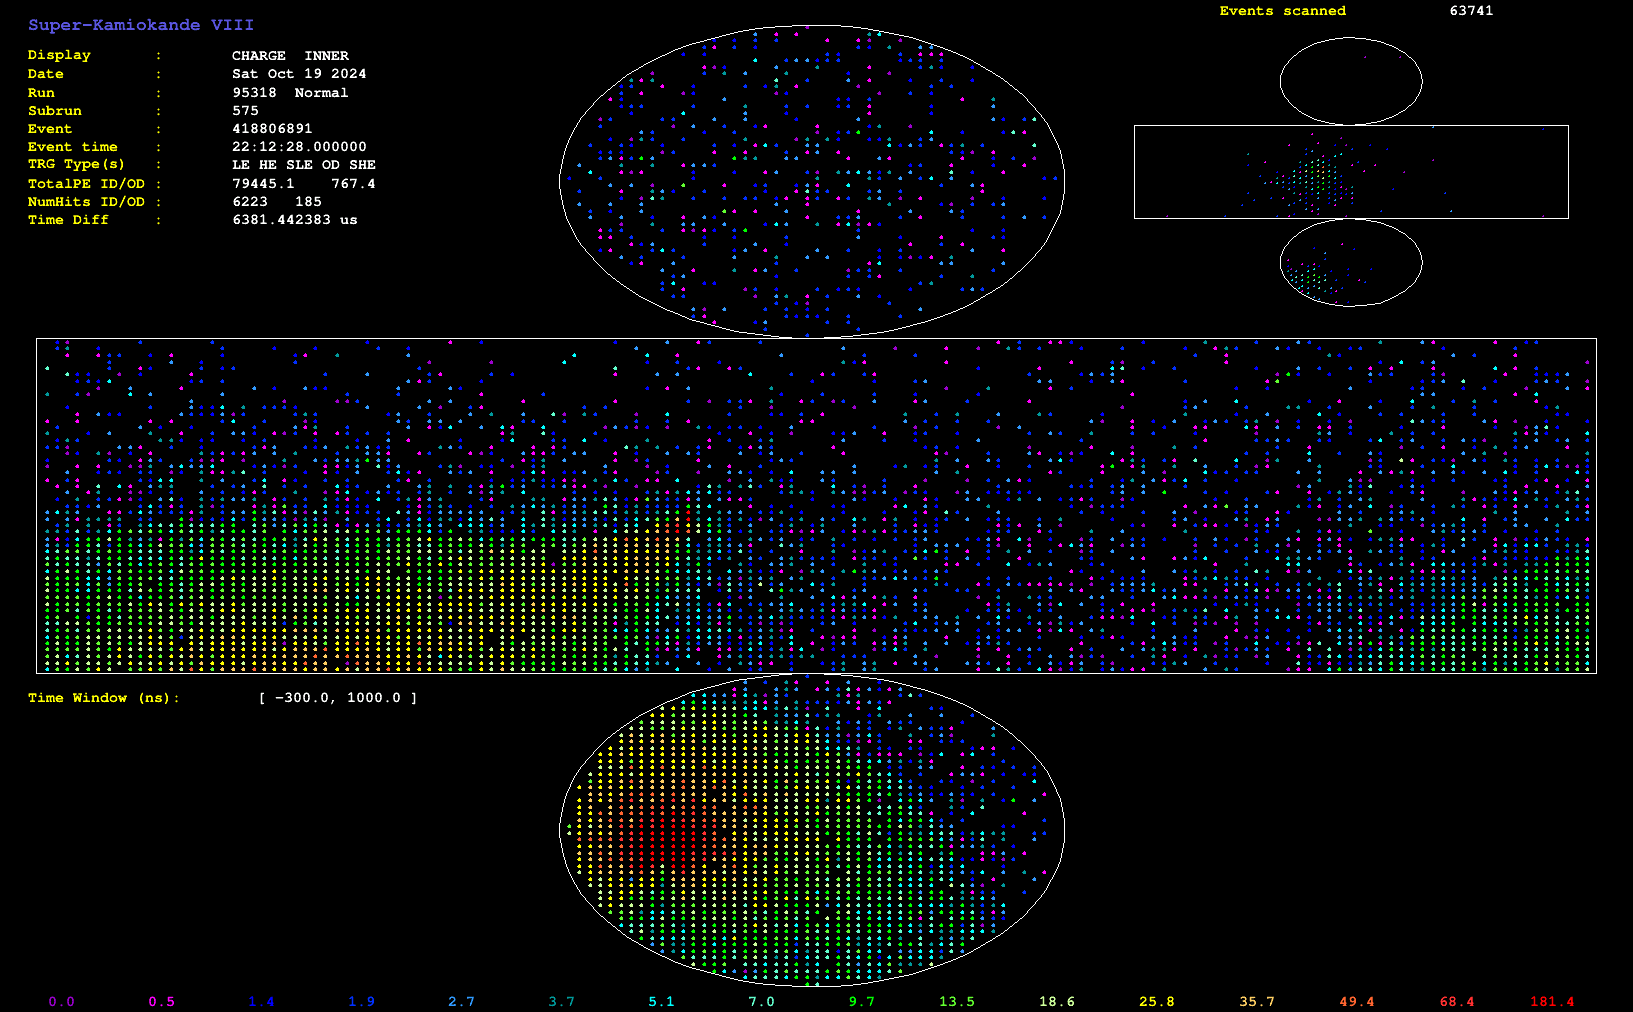 Super-Kamiokande VIII
Events scanned 63741
Display : CHARGE INNER
Date : Sat Oct 19 2024
Run : 95318 Normal
Subrun : 575
Event : 418806891
Event time : 22:12:28.000000
TRG Type(s) : LE HE SLE OD SHE
TotalPE ID/OD : 79445.1 767.4
NumHits ID/OD : 6223 185
Time Diff : 6381.442383 us
Time Window (ns): [ −300.0, 1000.0 ]
0.0 0.5 1.4 1.9 2.7 3.7 5.1 7.0 9.7 13.5 18.6 25.8 35.7 49.4 68.4 181.4